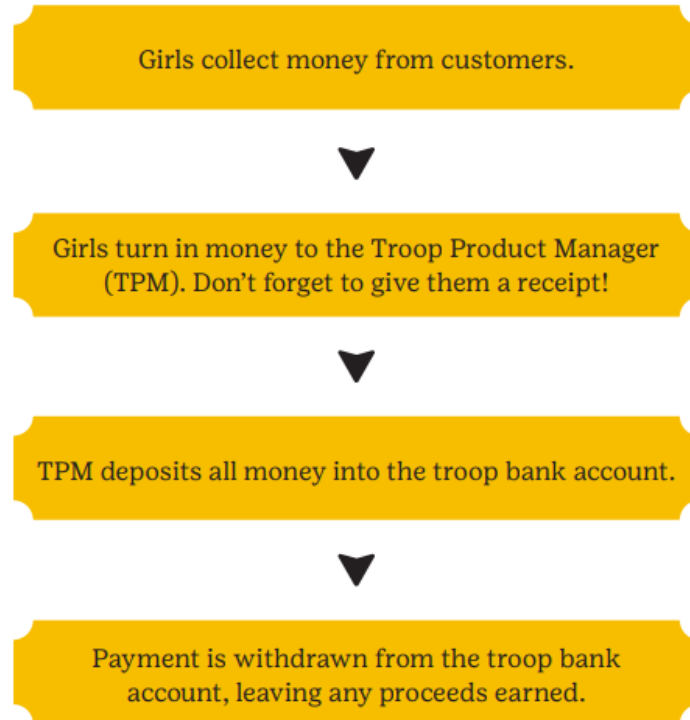 Girls collect money from customers.
Girls turn in money to the Troop Product Manager
(TPM). Don’t forget to give them a receipt!
TPM deposits all money into the troop bank account.
Payment is withdrawn from the troop bank
account, leaving any proceeds earned.